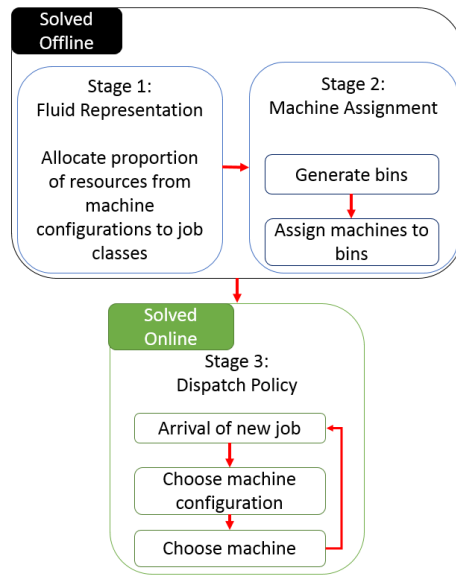 Solved
Offline
Stage 1:
Fluid Representation
Allocate proportion
of resources from
machine
configurations to job
classes
Stage 2:
Machine Assignment
Generate bins
Assign machines to
bins
Solved
Online
Stage 3:
Dispatch Policy
Arrival of new job
Choose machine
configuration
Choose machine